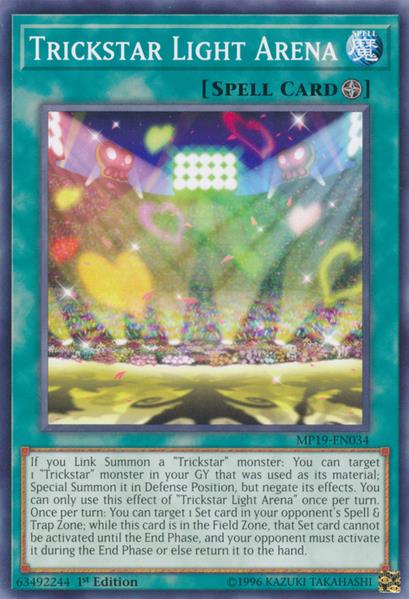 Trickstar Light Arena
SPELL
魔
[Spell Card]
MP19-EN034
If you Link Summon a "Trickstar" monster: You can target
1 "Trickstar" monster in your GY that was used as its material;
Special Summon it in Defense Position, but negate its effects. You
can only use this effect of "Trickstar Light Arena" once per turn.
Once per turn: You can target 1 Set card in your opponent's Spell &
Trap Zone; while this card is in the Field Zone, that Set card cannot
be activated until the End Phase, and your opponent must activate
it during the End Phase or else return it to the hand.
63492244 1st Edition ©1996 KAZUKI TAKAHASHI